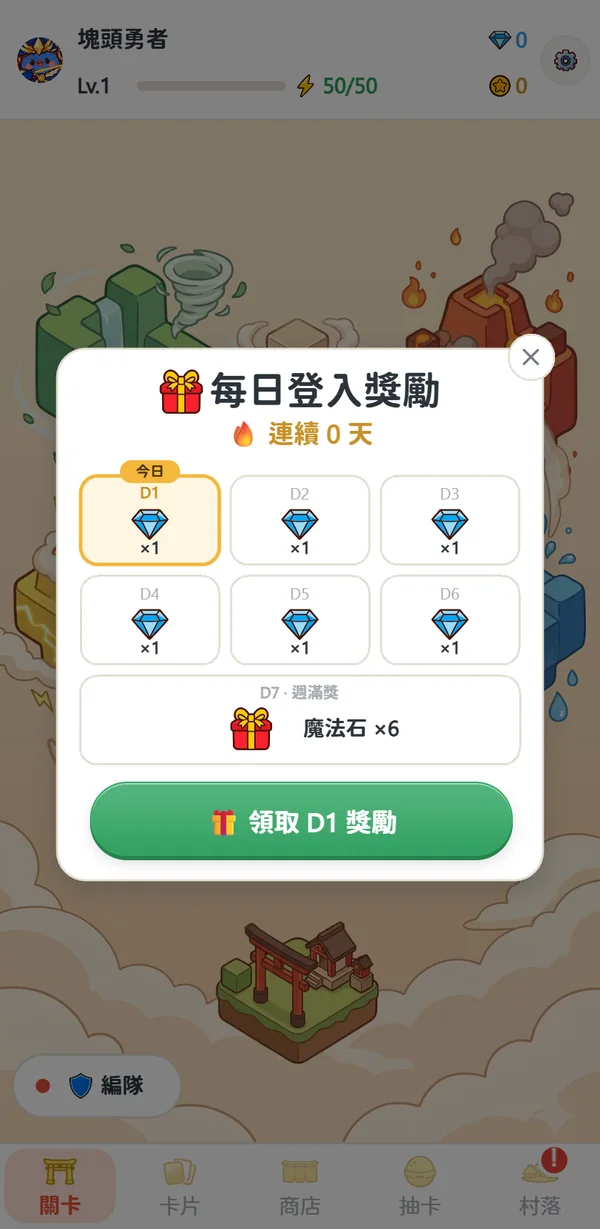 塊頭勇者
0
Lv.1
50/50
0
每日登入獎勵
連續 0 天
今日
D1
×1
D2
×1
D3
×1
D4
×1
D5
×1
D6
×1
D7 · 週滿獎
魔法石 ×6
領取 D1 獎勵
編隊
關卡
卡片
商店
抽卡
村落
!